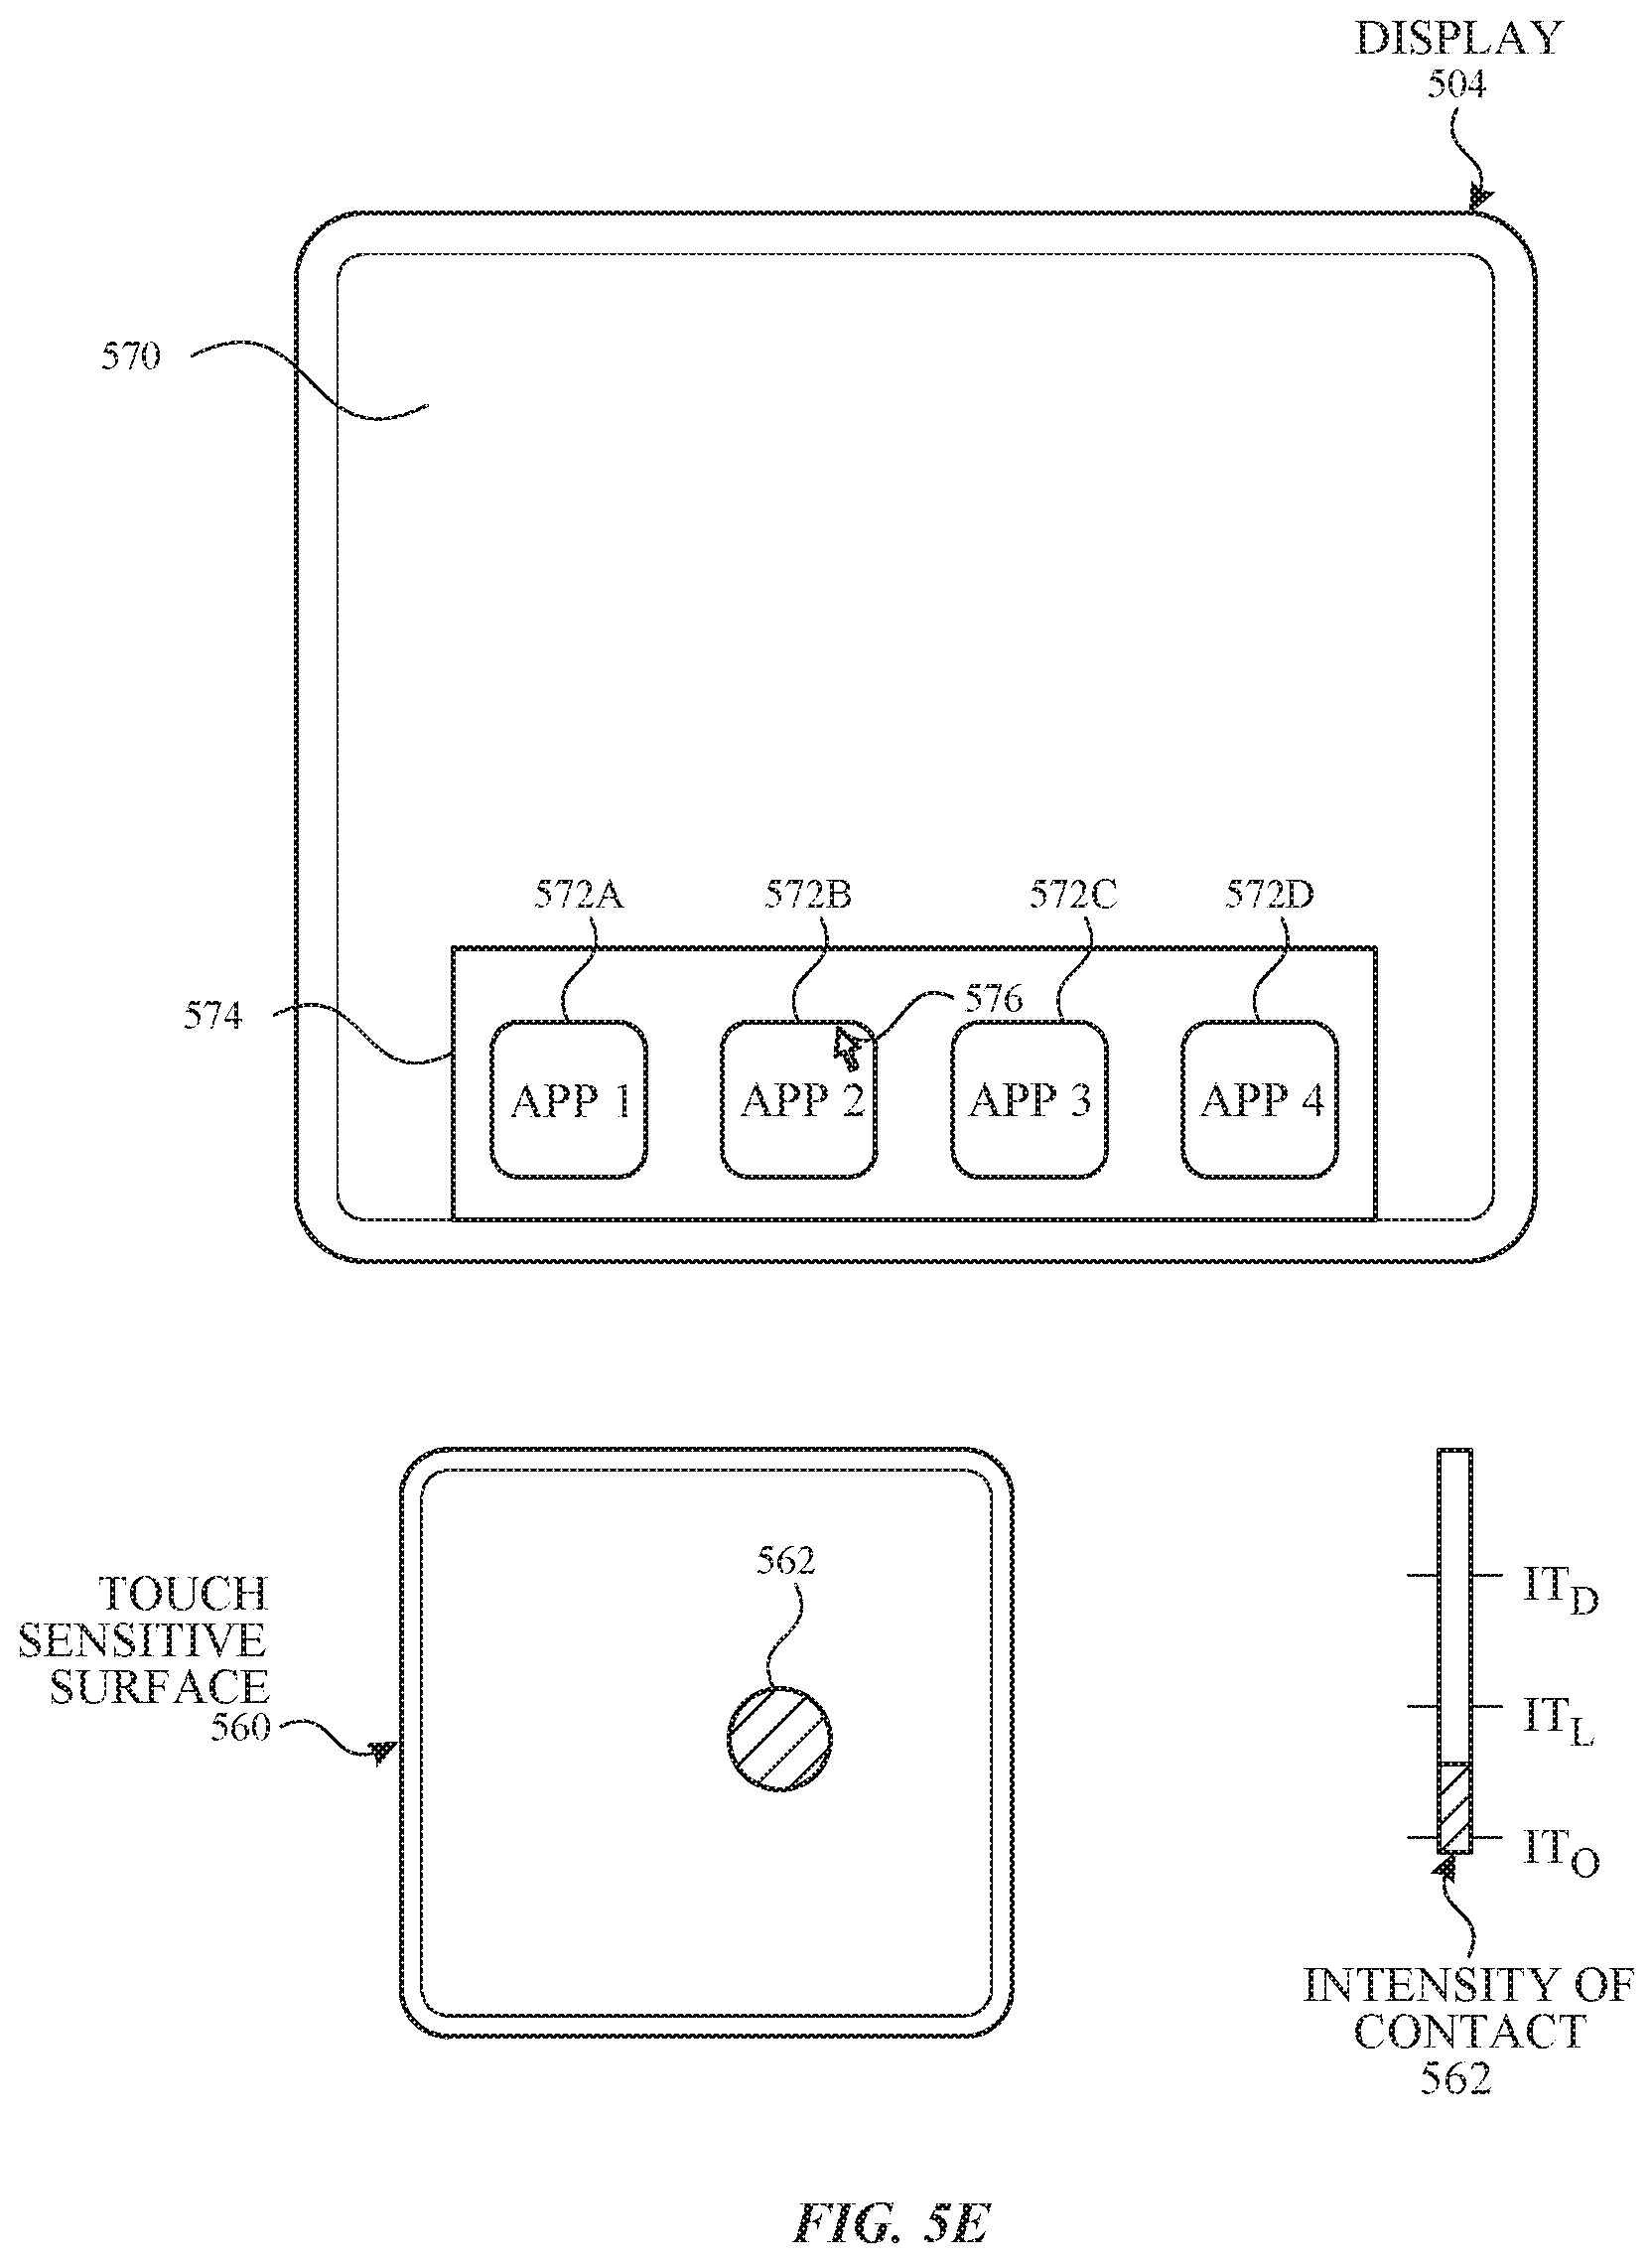 DISPLAY
504
570
572A
572B
572C
572D
574
576
APP 1
APP 2
APP 3
APP 4
562
TOUCH
SENSITIVE
SURFACE
560
IT_D
IT_L
IT_O
INTENSITY OF
CONTACT
562
FIG. 5E